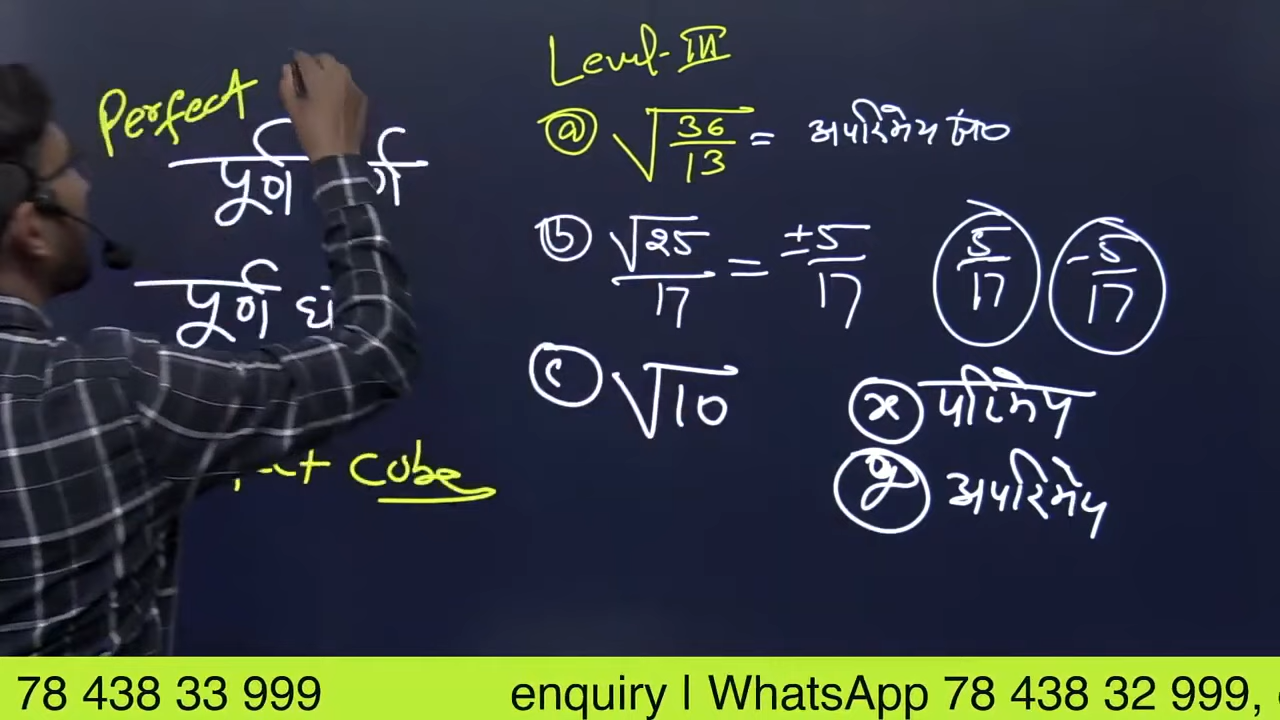 Perfect
पूर्ण
पूर्ण
cube
Level-III
(a) √(36/13) = अपरिमेय सं०
(b) √25/17 = ±5/17 5/17 -5/17
(c) √10
(x) परिमेय
(y) अपरिमेय
78 438 33 999 enquiry | WhatsApp 78 438 32 999,